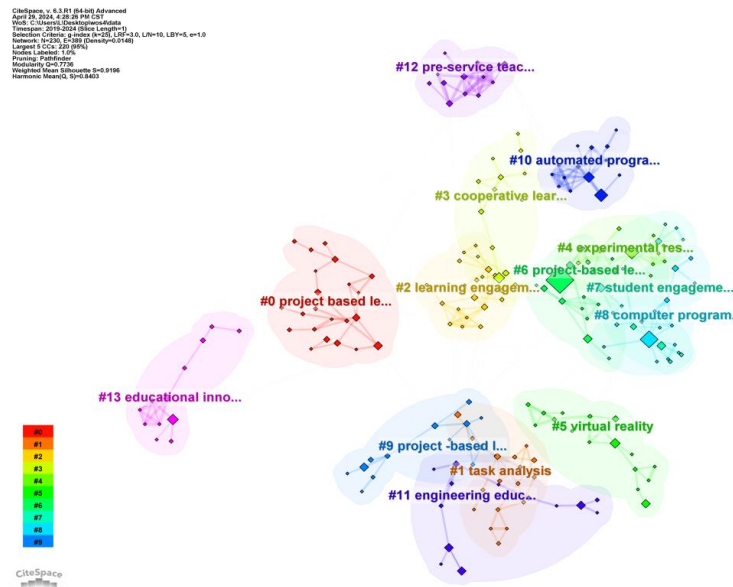 CiteSpace, v. 6.3.R1 (64-bit) Advanced
April 29, 2024, 4:28:26 PM CST
WoS: C:\Users\L\Desktop\wos4\data
Timespan: 2019-2024 (Slice Length=1)
Selection Criteria: g-index (k=25), LRF=3.0, L/N=10, LBY=5, e=1.0
Network: N=230, E=389 (Density=0.0148)
Largest 5 CCs: 220 (95%)
Nodes Labeled: 1.0%
Pruning: Pathfinder
Modularity Q=0.7736
Weighted Mean Silhouette S=0.9196
Harmonic Mean(Q, S)=0.8403
#12 pre-service teac...
#10 automated progra...
#3 cooperative lear...
#4 experimental res...
#6 project-based le...
#2 learning engagem...
#7 student engageme...
#0 project based le...
#8 computer program
#13 educational inno...
#5 virtual reality
#9 project -based l...
#1 task analysis
#11 engineering educ...
#0
#1
#2
#3
#4
#5
#6
#7
#8
#9
CiteSpace